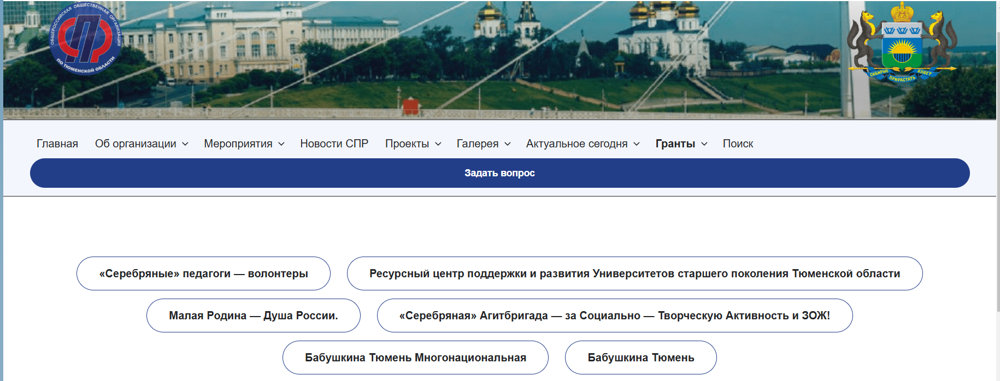 ОБЩЕРОССИЙСКАЯ ОБЩЕСТВЕННАЯ ОРГАНИЗАЦИЯ
СПР
ПО ТЮМЕНСКОЙ ОБЛАСТИ
СИБИРЬЮ ПРИРАСТАТЬ БУДЕТ
Главная Об организации Мероприятия Новости СПР Проекты Галерея Актуальное сегодня Гранты Поиск
Задать вопрос
«Серебряные» педагоги — волонтеры Ресурсный центр поддержки и развития Университетов старшего поколения Тюменской области
Малая Родина — Душа России. «Серебряная» Агитбригада — за Социально — Творческую Активность и ЗОЖ!
Бабушкина Тюмень Многонациональная Бабушкина Тюмень